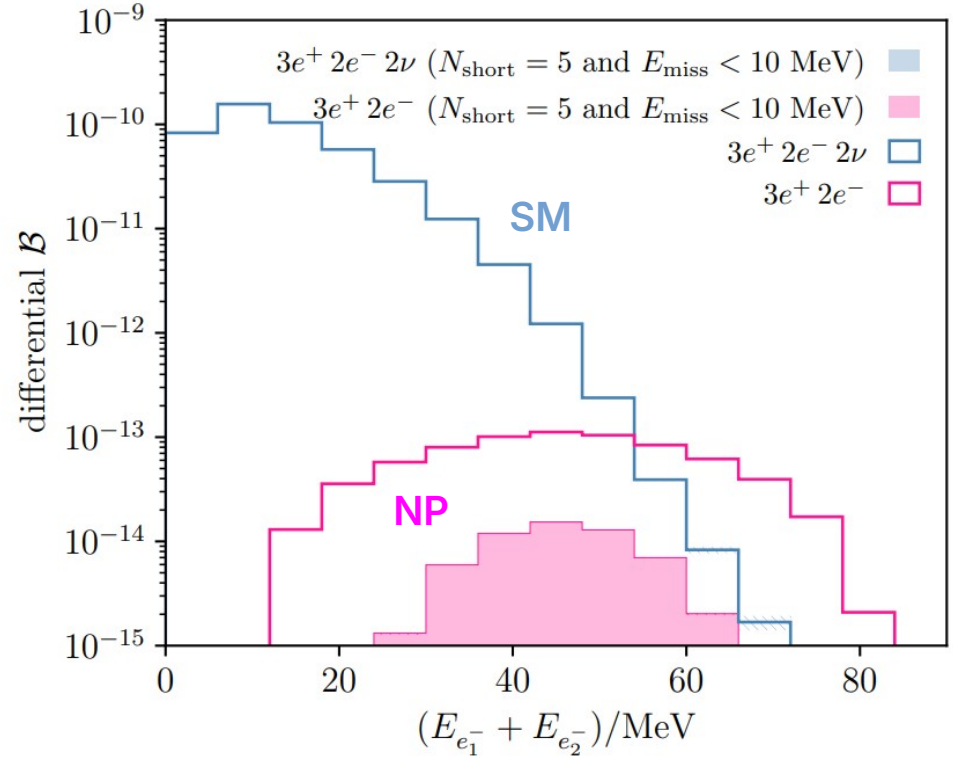 10⁻⁹
3e⁺ 2e⁻ 2ν (N_short = 5 and E_miss < 10 MeV)
10⁻¹⁰
3e⁺ 2e⁻ (N_short = 5 and E_miss < 10 MeV)
3e⁺ 2e⁻ 2ν
3e⁺ 2e⁻
10⁻¹¹
SM
differential ℬ
10⁻¹²
10⁻¹³
NP
10⁻¹⁴
10⁻¹⁵
0 20 40 60 80
(E_{e₁⁻} + E_{e₂⁻})/MeV